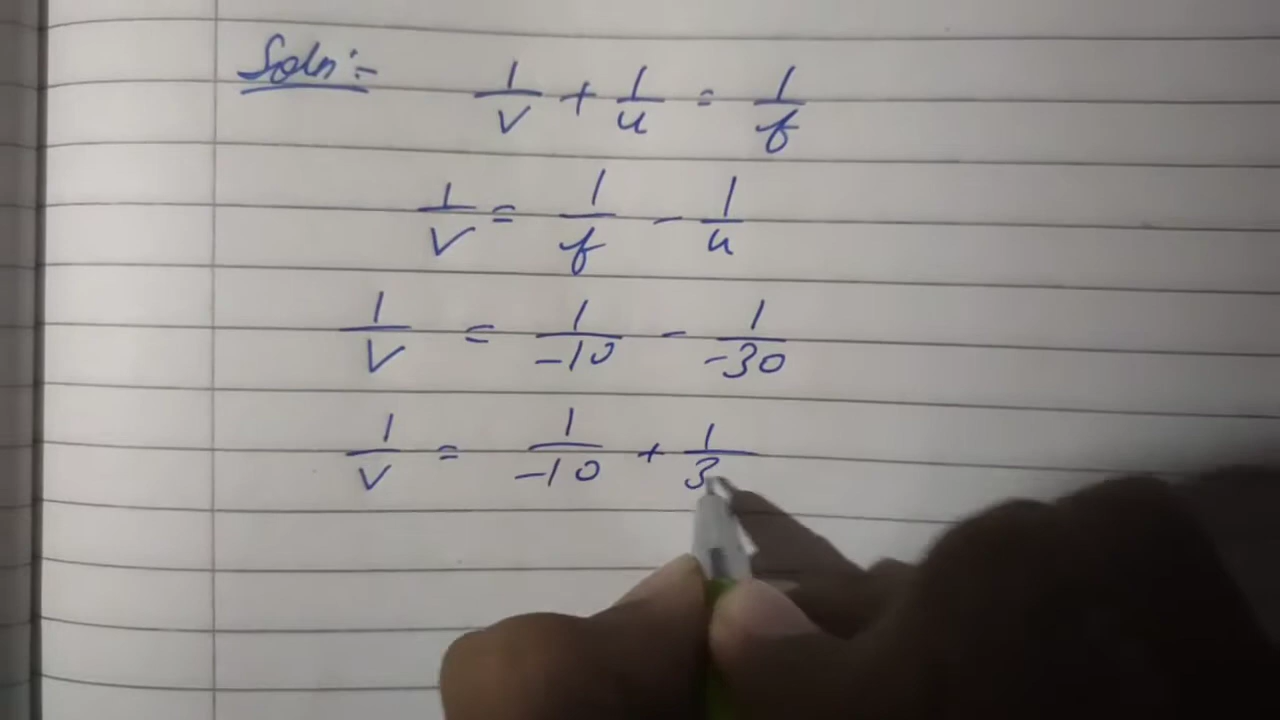 Soln :-
1/v + 1/u = 1/f
1/v = 1/f - 1/u
1/v = 1/-10 - 1/-30
1/v = 1/-10 + 1/3